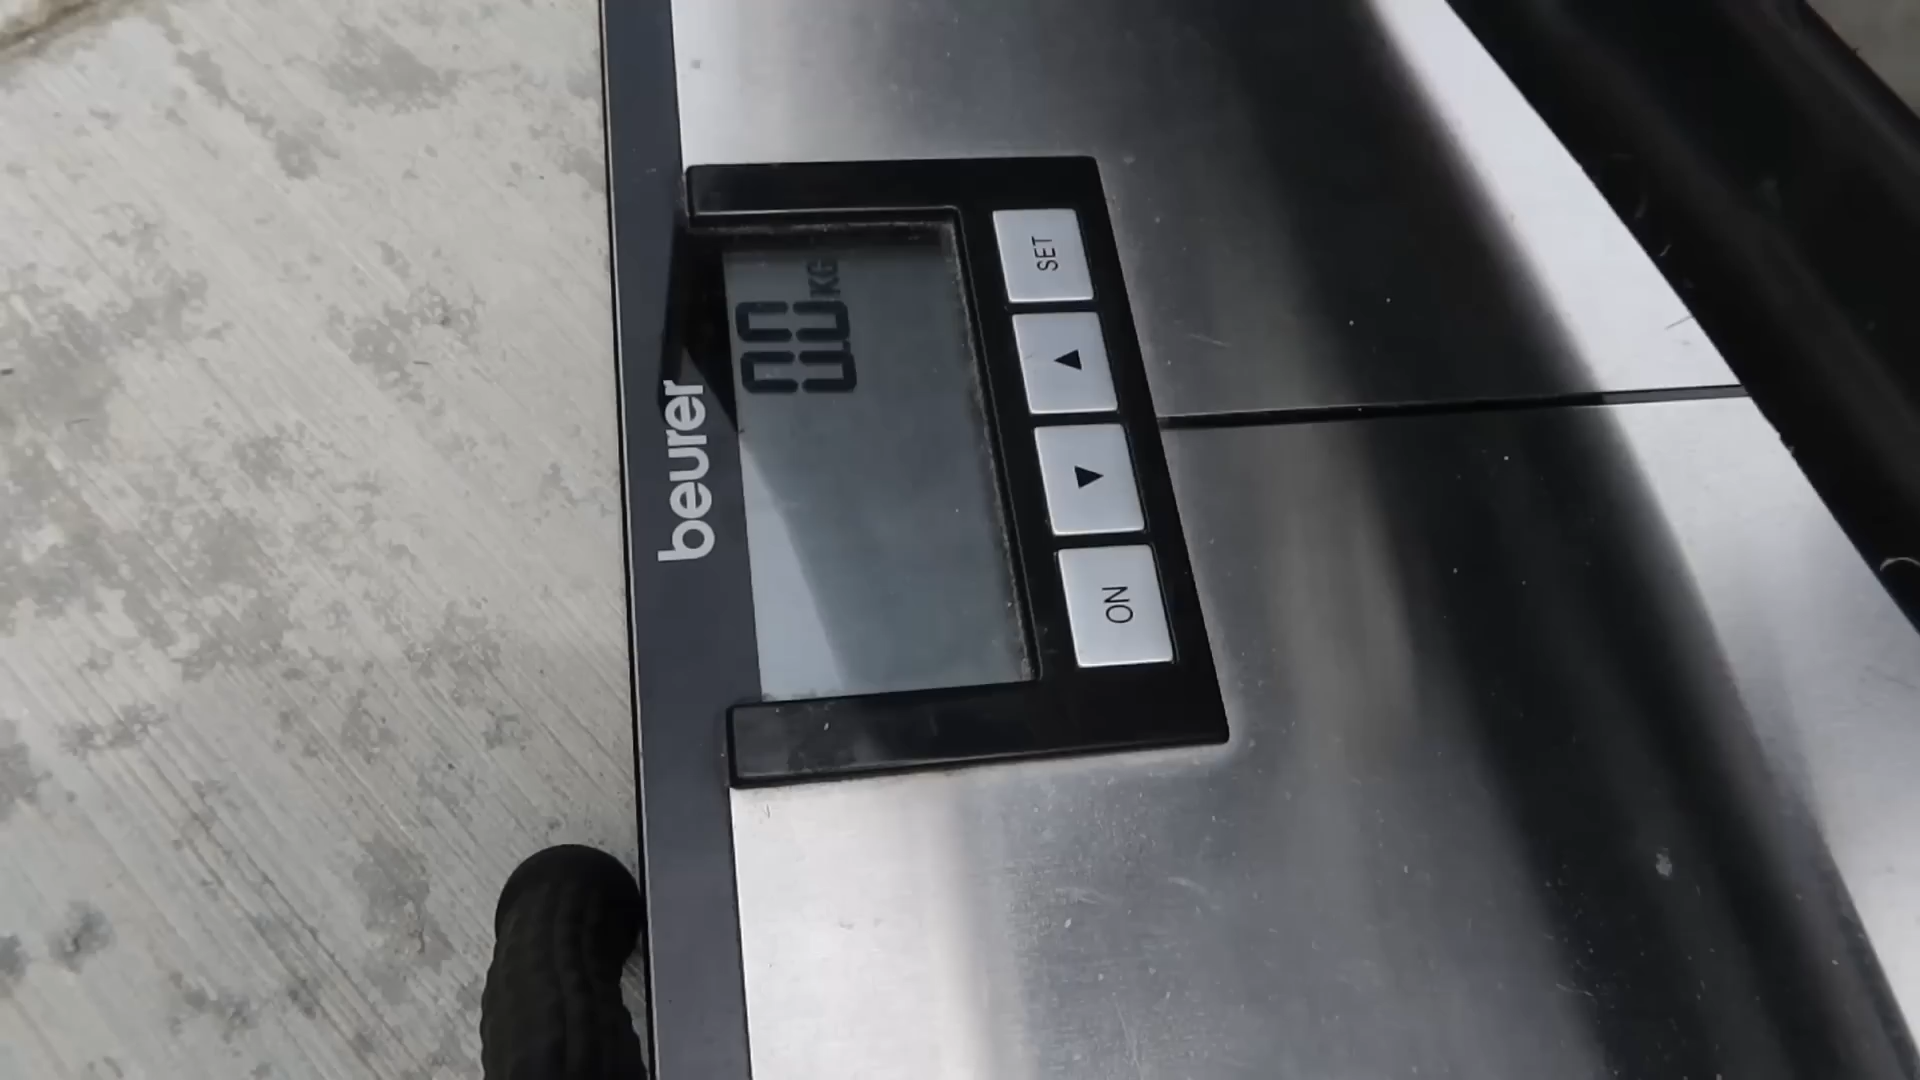 beurer
0.0 KG
SET
▲
▼
ON